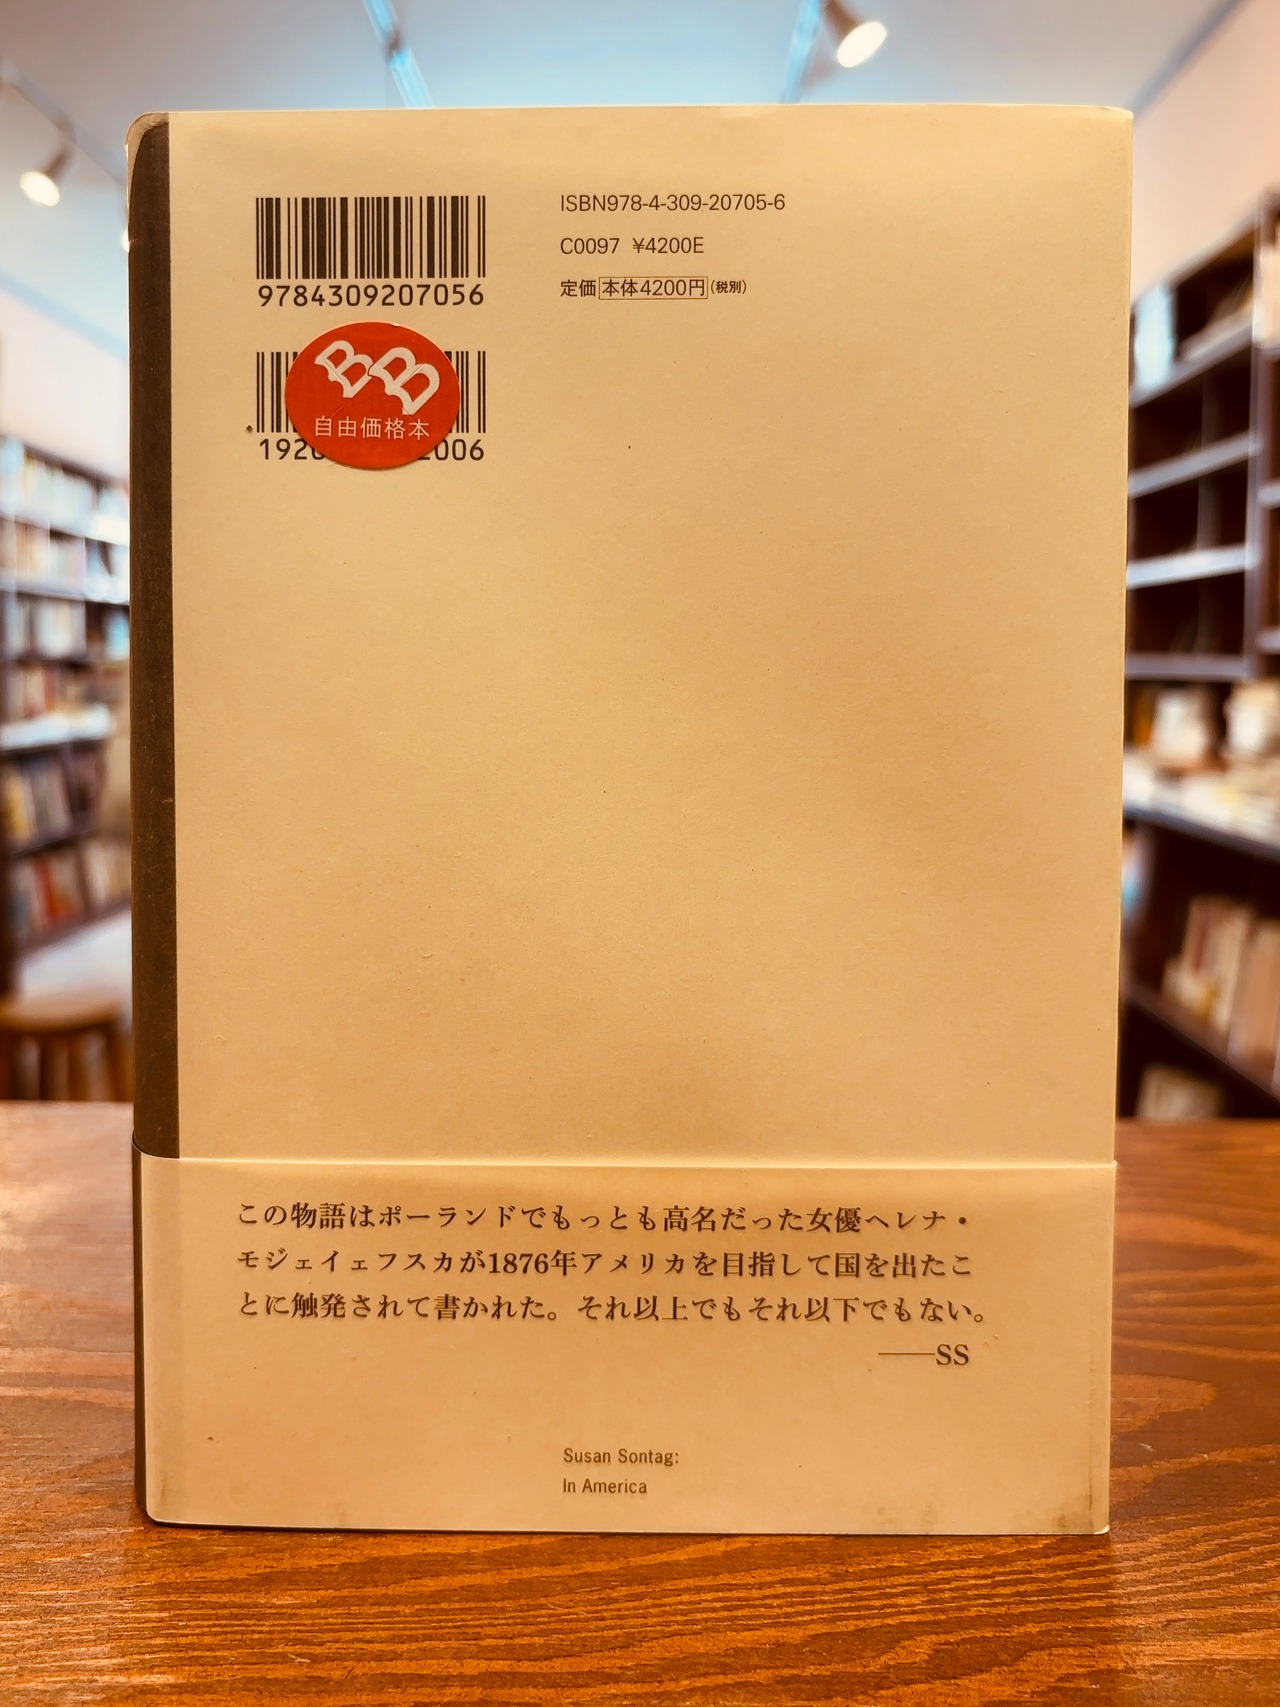 ISBN978-4-309-20705-6
C0097 ¥4200E
定価本体4200円(税別)
9784309207056
BB
自由価格本
この物語はポーランドでもっとも高名だった女優ヘレナ・
モジェイェフスカが1876年アメリカを目指して国を出たこ
とに触発されて書かれた。それ以上でもそれ以下でもない。
——SS
Susan Sontag:
In America